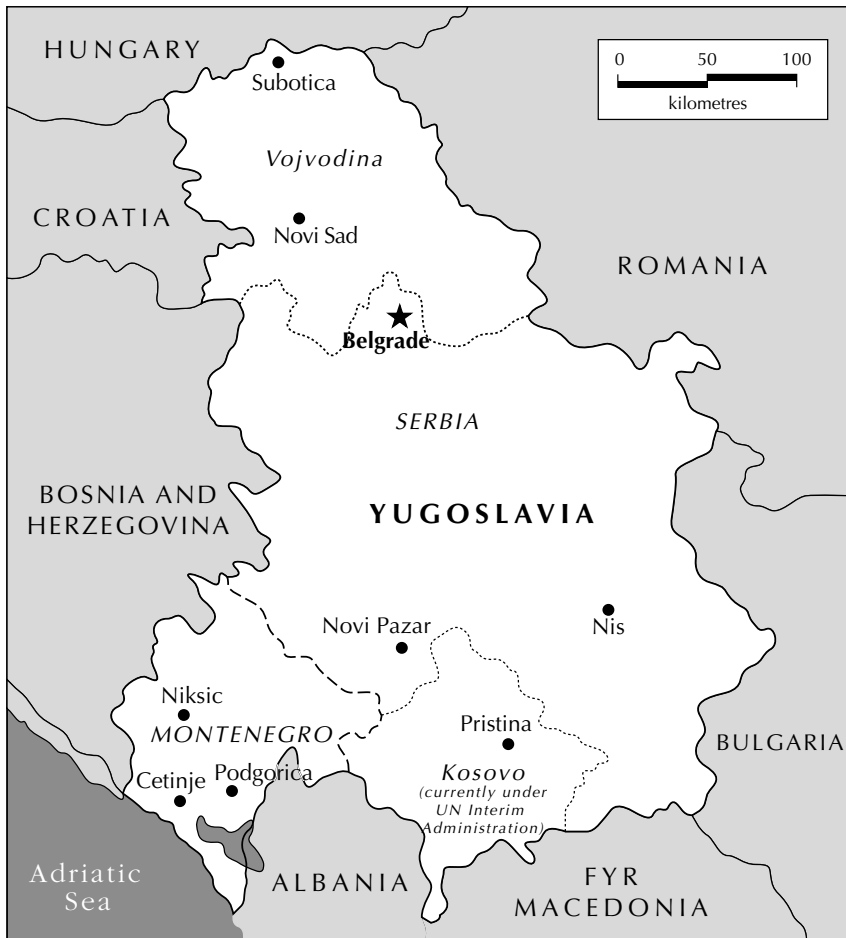 HUNGARY
0 50 100
kilometres
Subotica
Vojvodina
CROATIA
Novi Sad
ROMANIA
Belgrade
SERBIA
BOSNIA AND
HERZEGOVINA
YUGOSLAVIA
Novi Pazar
Nis
Niksic
MONTENEGRO
Pristina
BULGARIA
Cetinje
Podgorica
Kosovo
(currently under
UN Interim
Administration)
Adriatic
Sea
ALBANIA
FYR
MACEDONIA